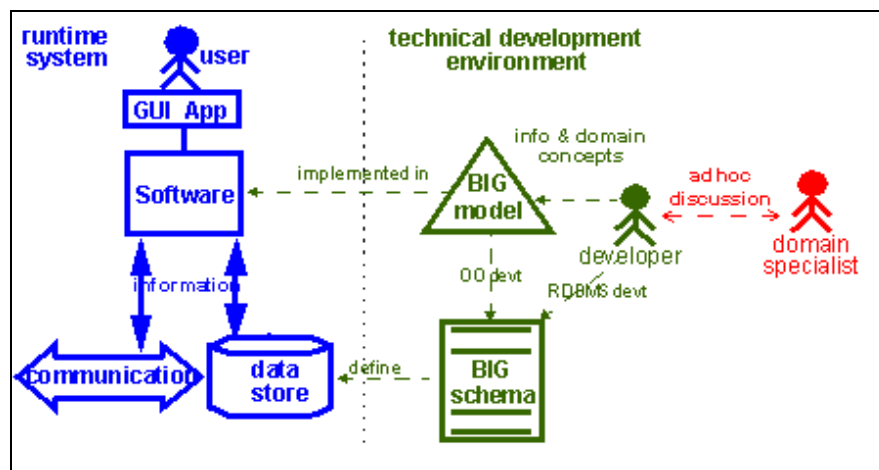 runtime
system
user
GUI App
Software
information
communication
data
store
technical development
environment
info & domain
concepts
implemented in
BIG
model
ad hoc
discussion
developer
domain
specialist
OO devt
RDBMS devt
define
BIG
schema